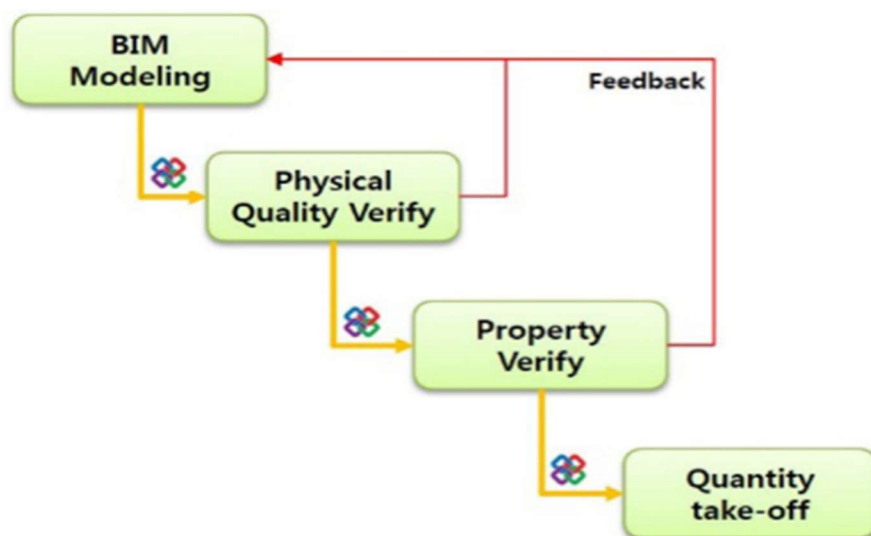 BIM
Modeling
Feedback
Physical
Quality Verify
Property
Verify
Quantity
take-off